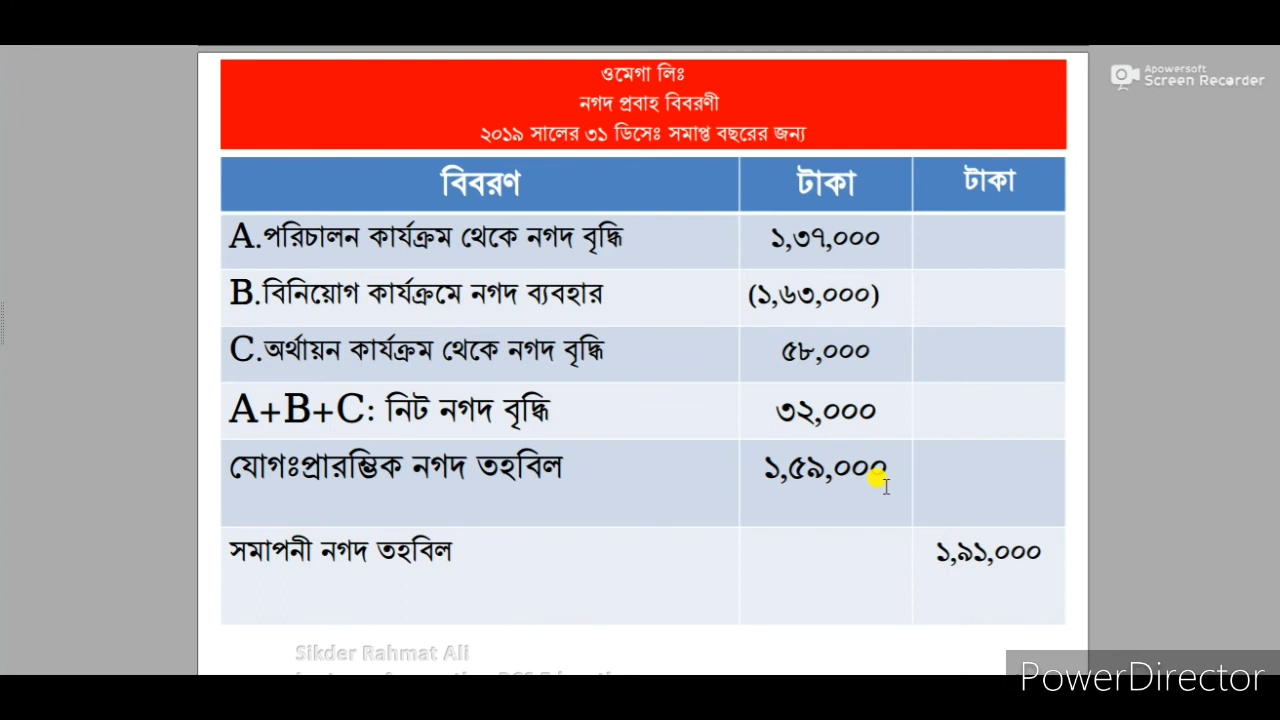 ওমেগা লিঃ
নগদ প্রবাহ বিবরণী
২০১৯ সালের ৩১ ডিসেঃ সমাপ্ত বছরের জন্য
Apowersoft
Screen Recorder
বিবরণ টাকা টাকা
A.পরিচালন কার্যক্রম থেকে নগদ বৃদ্ধি ১,৩৭,০০০
B.বিনিয়োগ কার্যক্রমে নগদ ব্যবহার (১,৬৩,০০০)
C.অর্থায়ন কার্যক্রম থেকে নগদ বৃদ্ধি ৫৮,০০০
A+B+C: নিট নগদ বৃদ্ধি ৩২,০০০
যোগঃপ্রারম্ভিক নগদ তহবিল ১,৫৯,০০০
সমাপনী নগদ তহবিল ১,৯১,০০০
Sikder Rahmat Ali
PowerDirector